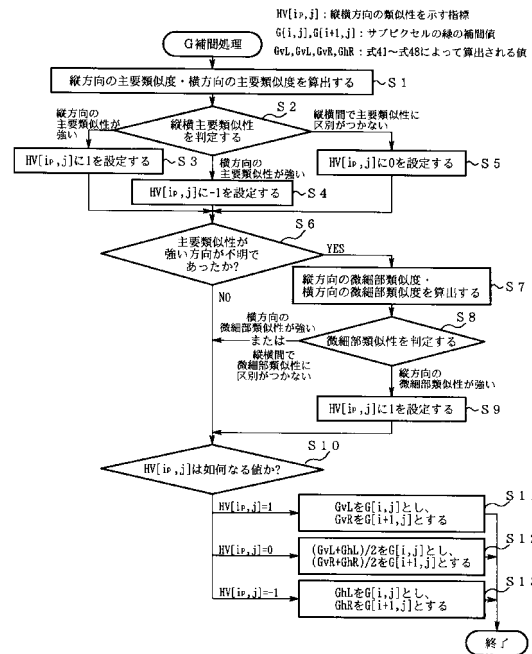 HV[ip,j]：縦横方向の類似性を示す指標
G[i,j],G[i+1,j]：サブピクセルの緑の補間値
GvL,GhL,GvR,GhR：式41～式48によって算出される値
G補間処理
縦方向の主要類似度・横方向の主要類似度を算出する
S1
S2
縦横主要類似性
を判定する
縦方向の
主要類似性が
強い
縦横間で主要類似性に
区別がつかない
HV[ip,j]に1を設定する
S3
横方向の
主要類似性が強い
HV[ip,j]に-1を設定する
S4
HV[ip,j]に0を設定する
S5
S6
主要類似性が
強い方向が不明で
あったか?
YES
NO
縦方向の微細部類似度・
横方向の微細部類似度を算出する
S7
S8
微細部類似性を判定する
横方向の
微細部類似性が強い
または
縦横間で
微細部類似性に
区別がつかない
縦方向の
微細部類似性が強い
HV[ip,j]に1を設定する
S9
S10
HV[ip,j]は如何なる値か?
HV[ip,j]=1
GvLをG[i,j]とし、
GvRをG[i+1,j]とする
S11
HV[ip,j]=0
(GvL+GhL)/2をG[i,j]とし、
(GvR+GhR)/2をG[i+1,j]とする
S12
HV[ip,j]=-1
GhLをG[i,j]とし、
GhRをG[i+1,j]とする
S13
終了